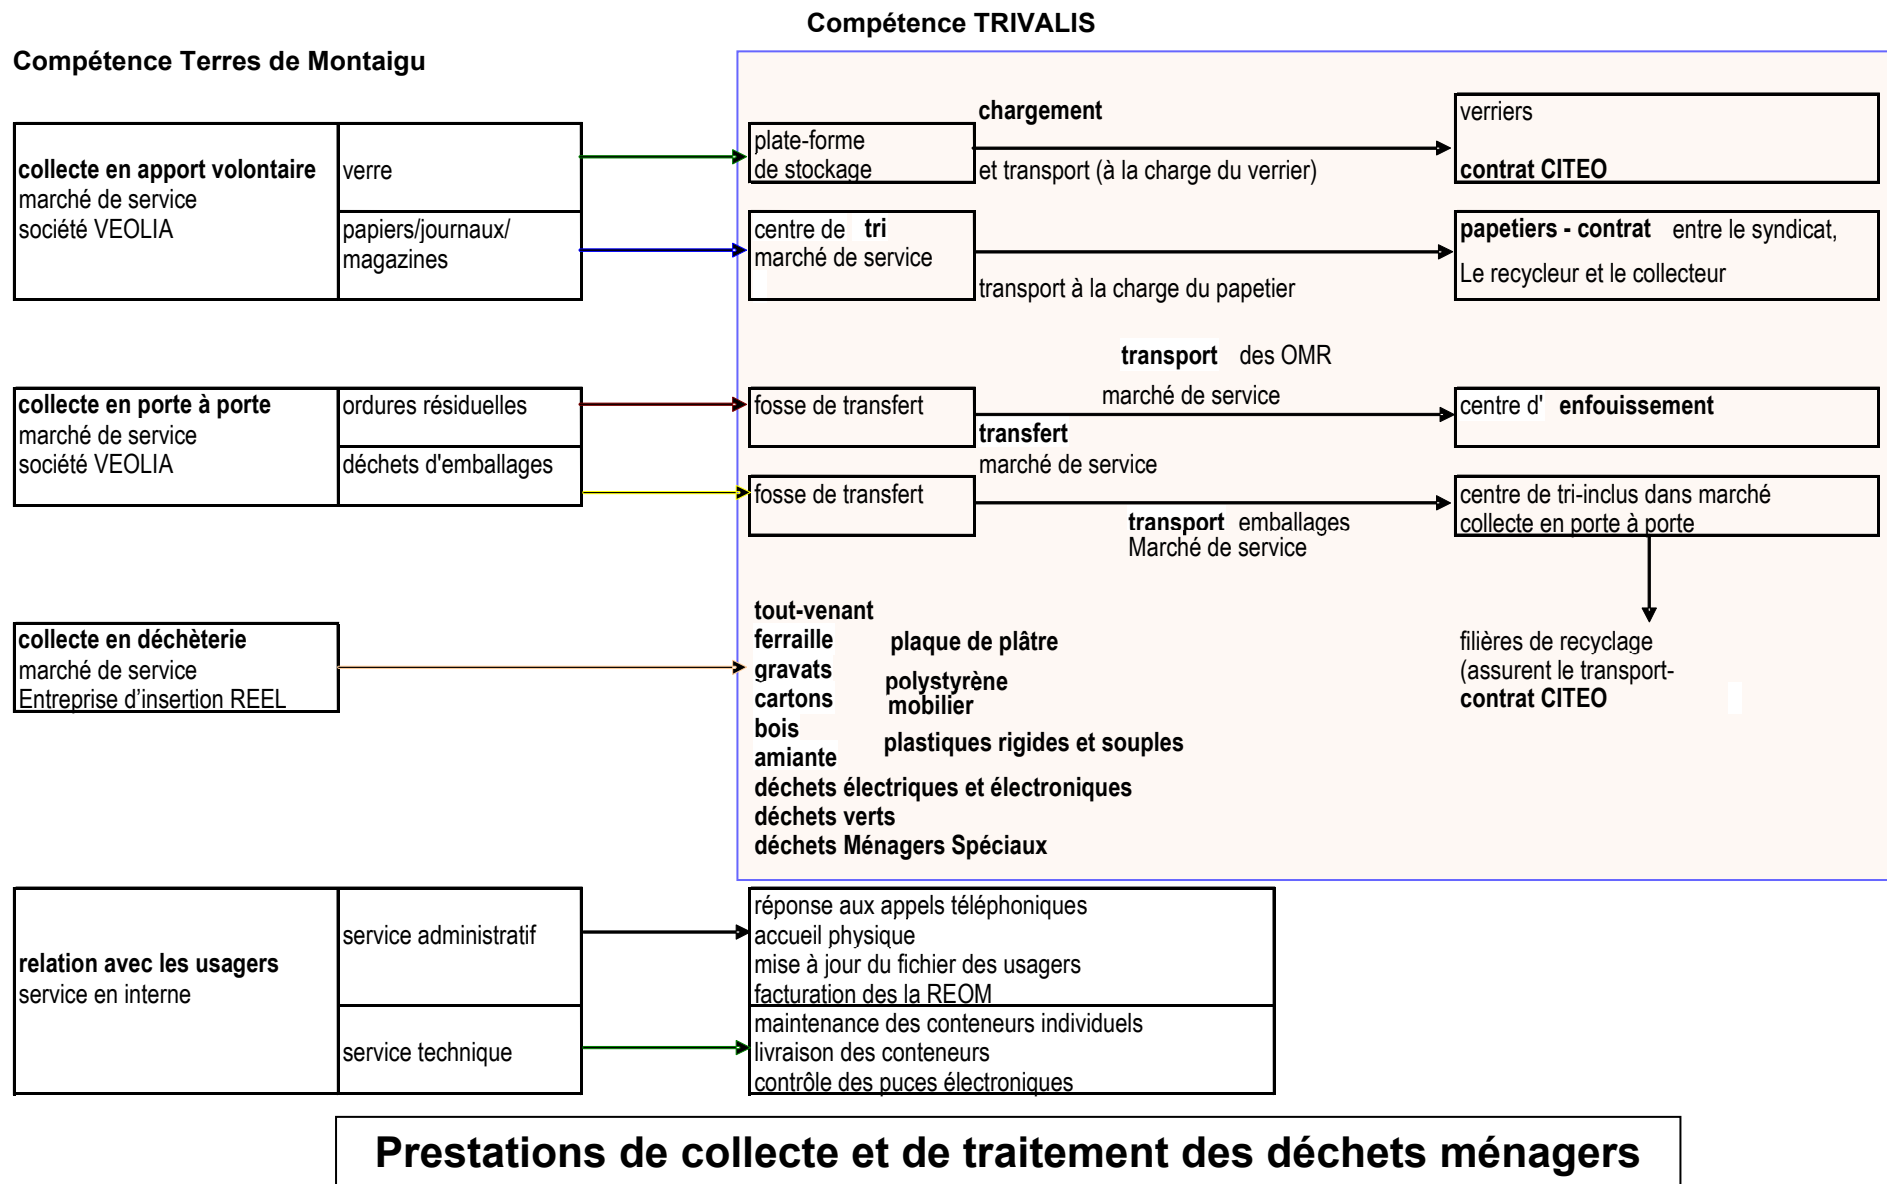 Compétence TRIVALIS
Compétence Terres de Montaigu
collecte en apport volontaire
marché de service
société VEOLIA
verre
papiers/journaux/
magazines
plate-forme
de stockage
chargement
et transport (à la charge du verrier)
verriers
contrat CITEO
centre de tri
marché de service
transport à la charge du papetier
papetiers - contrat entre le syndicat,
Le recycleur et le collecteur
collecte en porte à porte
marché de service
société VEOLIA
ordures résiduelles
déchets d'emballages
fosse de transfert
transport des OMR
marché de service
transfert
marché de service
centre d' enfouissement
fosse de transfert
transport emballages
Marché de service
centre de tri-inclus dans marché
collecte en porte à porte
filières de recyclage
(assurent le transport-
contrat CITEO
collecte en déchèterie
marché de service
Entreprise d'insertion REEL
tout-venant
ferraille
gravats
cartons
bois
amiante
plaque de plâtre
polystyrène
mobilier
plastiques rigides et souples
déchets électriques et électroniques
déchets verts
déchets Ménagers Spéciaux
relation avec les usagers
service en interne
service administratif
réponse aux appels téléphoniques
accueil physique
mise à jour du fichier des usagers
facturation des la REOM
service technique
maintenance des conteneurs individuels
livraison des conteneurs
contrôle des puces électroniques
Prestations de collecte et de traitement des déchets ménagers